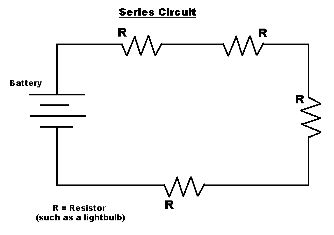 Series Circuit
R
R
Battery
R
R
R = Resistor
(such as a lightbulb)